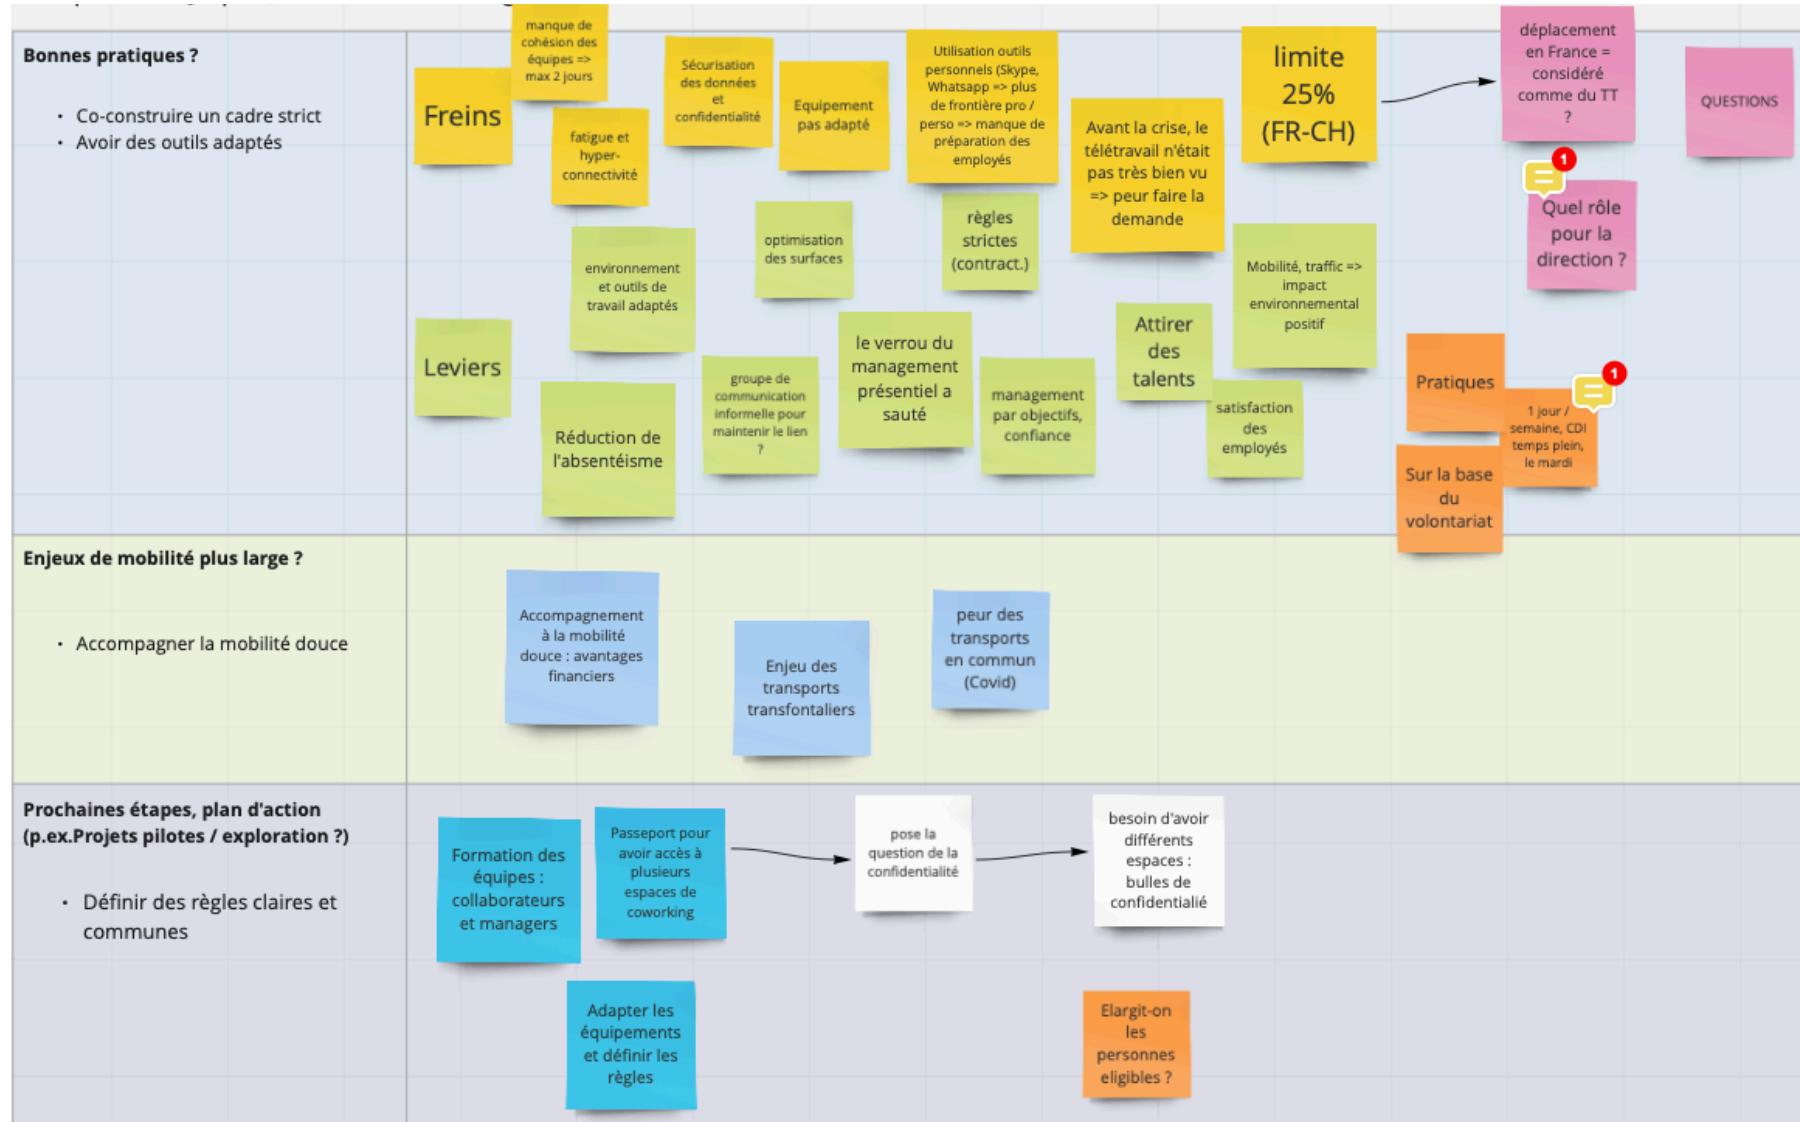 Bonnes pratiques ?
• Co-construire un cadre strict
• Avoir des outils adaptés
Freins
manque de
cohésion des
équipes =>
max 2 jours
fatigue et
hyper-
connectivité
Sécurisation
des données
et
confidentialité
Equipement
pas adapté
Utilisation outils
personnels (Skype,
Whatsapp => plus
de frontière pro /
perso => manque de
préparation des
employés
Avant la crise, le
télétravail n'était
pas très bien vu
=> peur faire la
demande
limite
25%
(FR-CH)
déplacement
en France =
considéré
comme du TT
?
QUESTIONS
1
Quel rôle
pour la
direction ?
Leviers
environnement
et outils de
travail adaptés
optimisation
des surfaces
règles
strictes
(contract.)
Mobilité, traffic =>
impact
environnemental
positif
Réduction de
l'absentéisme
groupe de
communication
informelle pour
maintenir le lien
?
le verrou du
management
présentiel a
sauté
management
par objectifs,
confiance
Attirer
des
talents
satisfaction
des
employés
Pratiques
1
1 jour /
semaine, CDI
temps plein,
le mardi
Sur la base
du
volontariat
Enjeux de mobilité plus large ?
• Accompagner la mobilité douce
Accompagnement
à la mobilité
douce : avantages
financiers
Enjeu des
transports
transfontaliers
peur des
transports
en commun
(Covid)
Prochaines étapes, plan d'action
(p.ex.Projets pilotes / exploration ?)
• Définir des règles claires et
communes
Formation des
équipes :
collaborateurs
et managers
Passeport pour
avoir accès à
plusieurs
espaces de
coworking
pose la
question de la
confidentialité
besoin d'avoir
différents
espaces :
bulles de
confidentialié
Adapter les
équipements
et définir les
règles
Elargit-on
les
personnes
eligibles ?